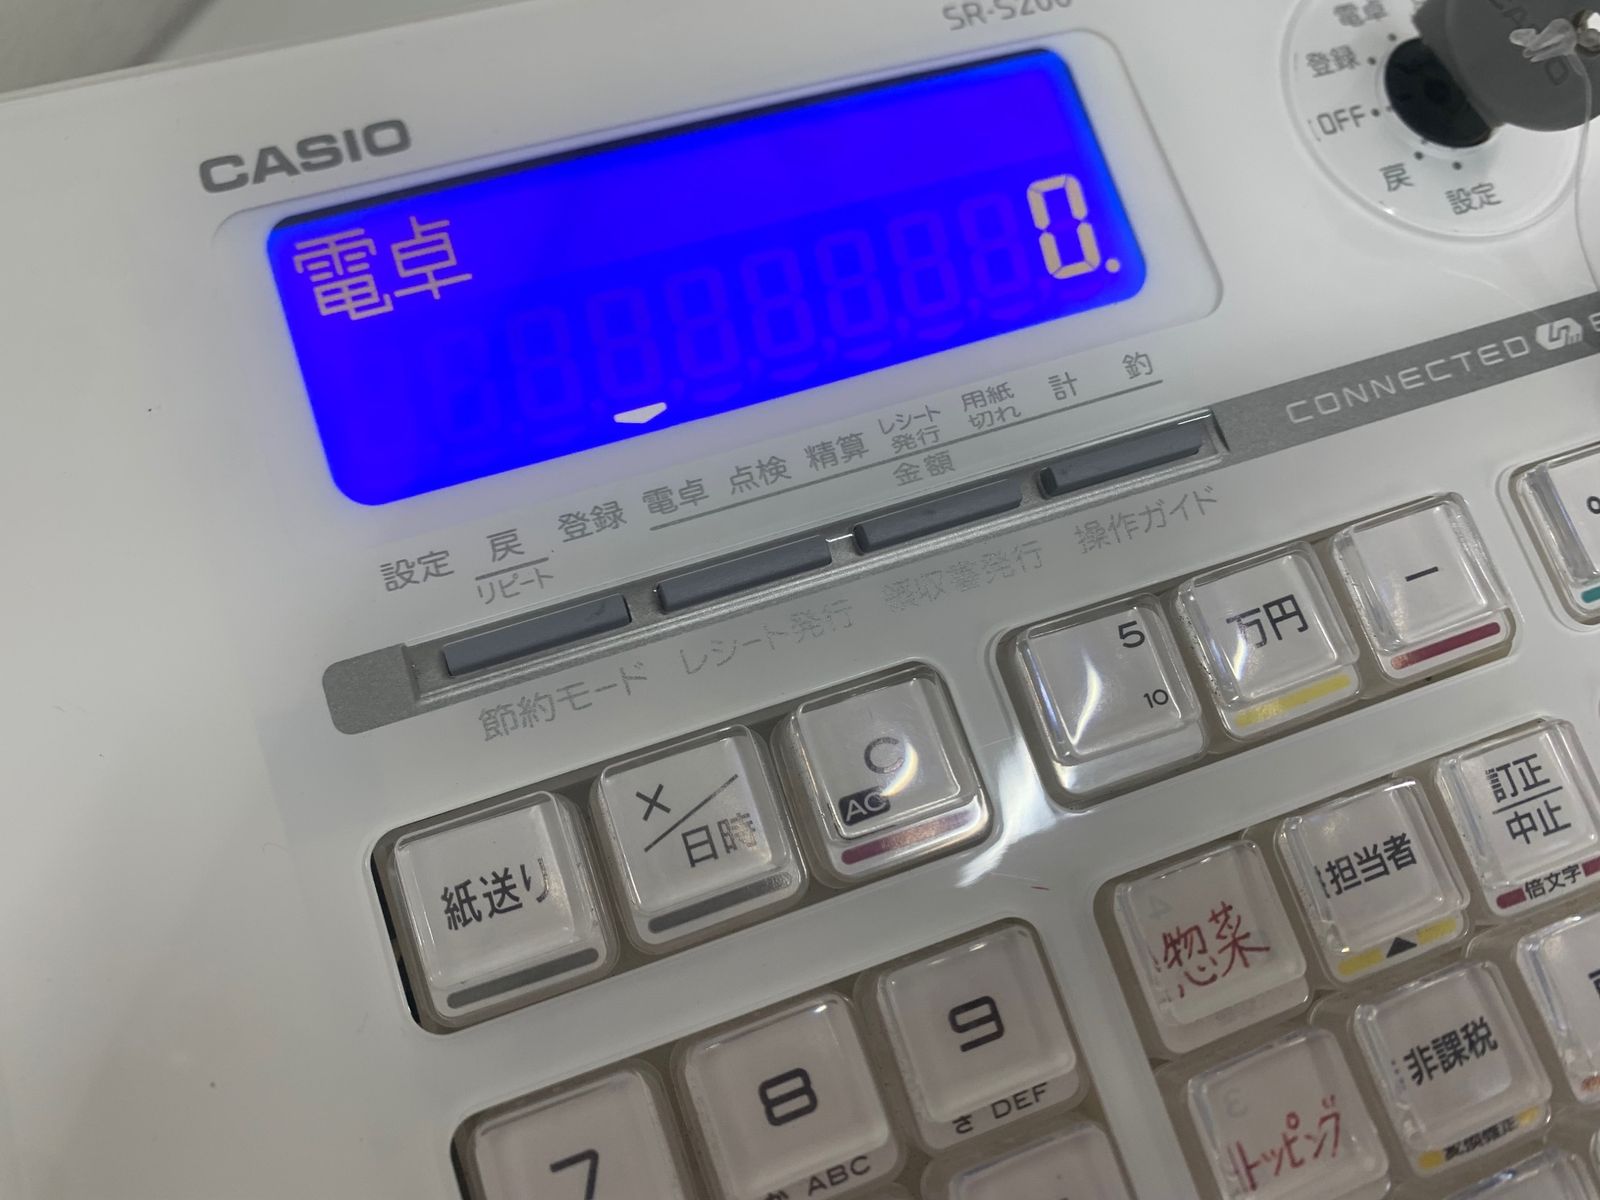 CASIO
SR-S200
電卓
登録
OFF
戻
設定
電卓
0.
CONNECTED
設定 戻 登録 電卓 点検 精算 レシート発行 用紙切れ 計 釣
リピート
金額
節約モード レシート発行 領収書発行 操作ガイド
5
10
万円
−
紙送り
×/日時
C
AC
惣菜
担当者
訂正
中止
倍文字
7
8
ABC
9
さ DEF
トッピング
非課税